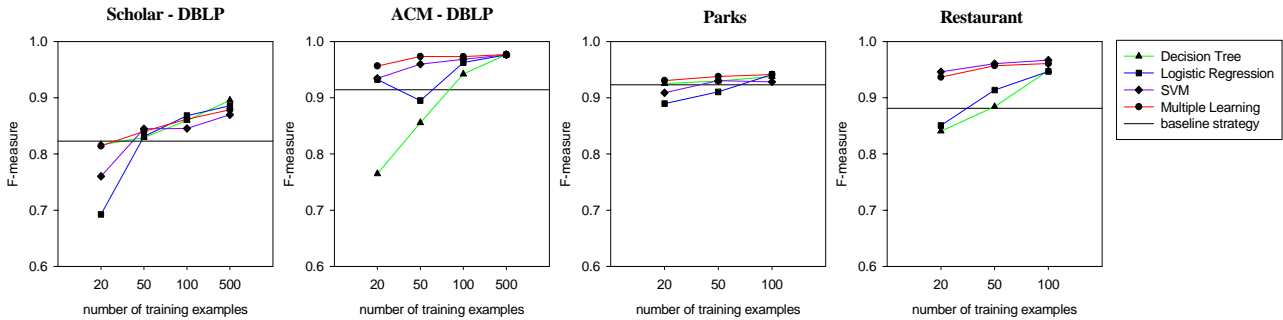 Scholar - DBLP
1.0
0.9
0.8
0.7
0.6
F-measure
20 50 100 500
number of training examples
ACM - DBLP
1.0
0.9
0.8
0.7
0.6
F-measure
20 50 100 500
number of training examples
Parks
1.0
0.9
0.8
0.7
0.6
F-measure
20 50 100
number of training examples
Restaurant
1.0
0.9
0.8
0.7
0.6
F-measure
20 50 100
number of training examples
Decision Tree
Logistic Regression
SVM
Multiple Learning
baseline strategy